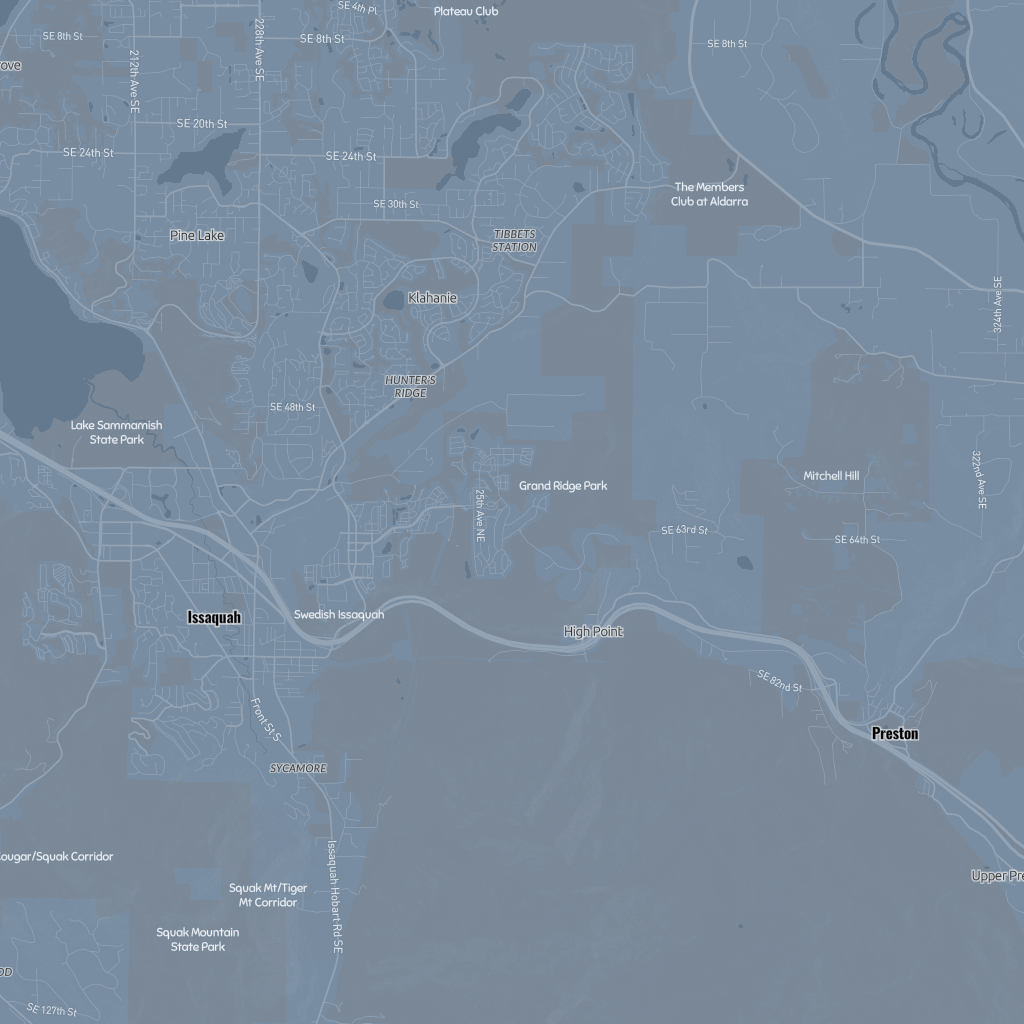 SE 4th Pl
Plateau Club
SE 8th St
228th Ave SE
SE 8th St
SE 8th St
212th Ave SE
SE 20th St
SE 24th St
SE 24th St
The Members
Club at Aldarra
SE 30th St
Pine Lake
TIBBETS
STATION
Klahanie
324th Ave SE
HUNTER'S
RIDGE
SE 48th St
Lake Sammamish
State Park
Mitchell Hill
322nd Ave SE
Grand Ridge Park
25th Ave NE
SE 63rd St
SE 64th St
Issaquah
Swedish Issaquah
High Point
SE 82nd St
Front St S
Preston
SYCAMORE
ougar/Squak Corridor
Issaquah Hobart Rd SE
Upper Pre
Squak Mt/Tiger
Mt Corridor
Squak Mountain
State Park
SE 127th St